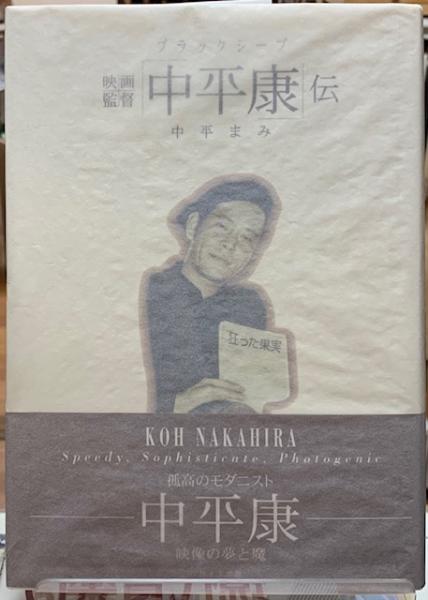 ブラックシープ
映画
監督「中平康」伝
中平まみ
狂った果実
KOH NAKAHIRA
Speedy, Sophisticate, Photogenic
孤高のモダニスト
中平康
映像の夢と魔